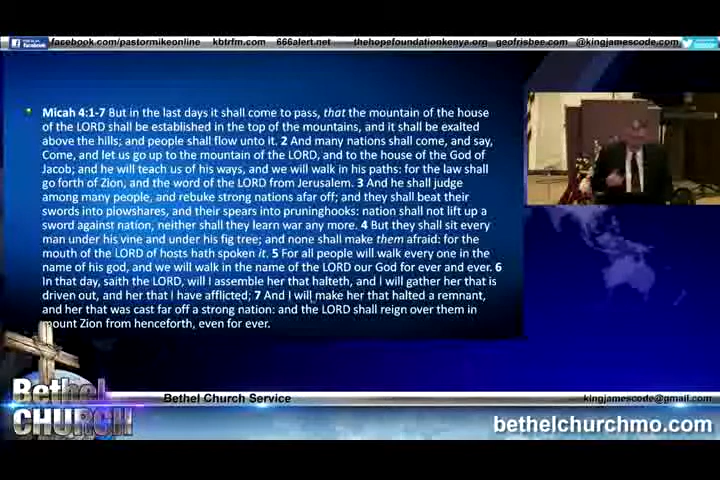 facebook.com/pastormikeonline kbtrfm.com 666alert.net thehopefoundationkenya.org geofrisbee.com @kingjamescode.com
Micah 4:1-7 But in the last days it shall come to pass, that the mountain of the house
of the LORD shall be established in the top of the mountains, and it shall be exalted
above the hills; and people shall flow unto it. 2 And many nations shall come, and say,
Come, and let us go up to the mountain of the LORD, and to the house of the God of
Jacob; and he will teach us of his ways, and we will walk in his paths: for the law shall
go forth of Zion, and the word of the LORD from Jerusalem. 3 And he shall judge
among many people, and rebuke strong nations afar off; and they shall beat their
swords into plowshares, and their spears into pruninghooks: nation shall not lift up a
sword against nation, neither shall they learn war any more. 4 But they shall sit every
man under his vine and under his fig tree; and none shall make them afraid: for the
mouth of the LORD of hosts hath spoken it. 5 For all people will walk every one in the
name of his god, and we will walk in the name of the LORD our God for ever and ever. 6
In that day, saith the LORD, will I assemble her that halteth, and I will gather her that is
driven out, and her that I have afflicted; 7 And I will make her that halted a remnant,
and her that was cast far off a strong nation: and the LORD shall reign over them in
mount Zion from henceforth, even for ever.
Bethel
CHURCH
Bethel Church Service kingjamescode@gmail.com
bethelchurchmo.com